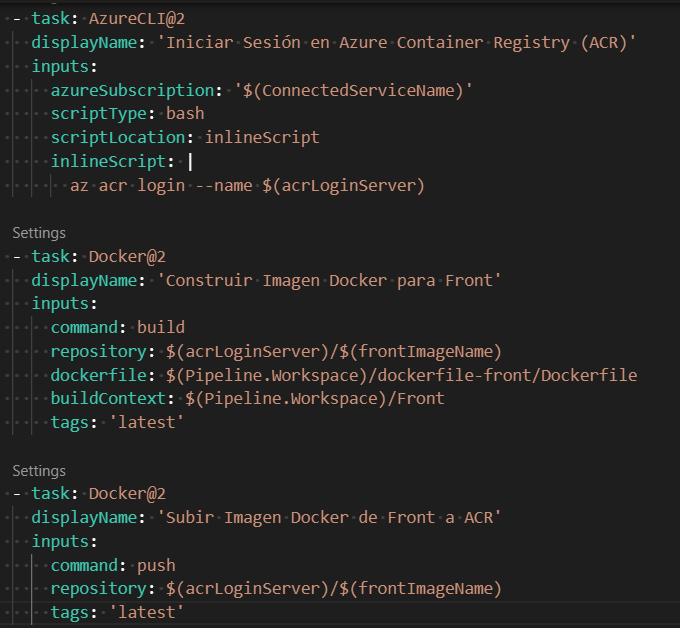 - task: AzureCLI@2
displayName: 'Iniciar Sesión en Azure Container Registry (ACR)'
inputs:
azureSubscription: '$(ConnectedServiceName)'
scriptType: bash
scriptLocation: inlineScript
inlineScript: |
az acr login --name $(acrLoginServer)
Settings
- task: Docker@2
displayName: 'Construir Imagen Docker para Front'
inputs:
command: build
repository: $(acrLoginServer)/$(frontImageName)
dockerfile: $(Pipeline.Workspace)/dockerfile-front/Dockerfile
buildContext: $(Pipeline.Workspace)/Front
tags: 'latest'
Settings
- task: Docker@2
displayName: 'Subir Imagen Docker de Front a ACR'
inputs:
command: push
repository: $(acrLoginServer)/$(frontImageName)
tags: 'latest'